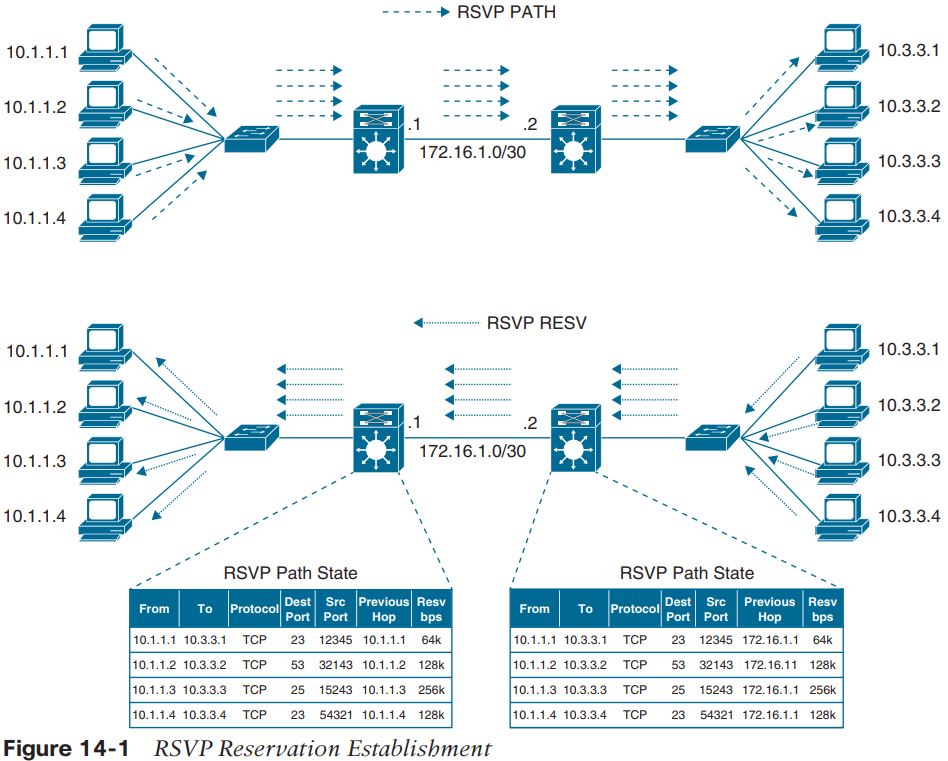 RSVP PATH
10.1.1.1
10.1.1.2
10.1.1.3
10.1.1.4
.1
.2
172.16.1.0/30
10.3.3.1
10.3.3.2
10.3.3.3
10.3.3.4
RSVP RESV
10.1.1.1
10.1.1.2
10.1.1.3
10.1.1.4
.1
.2
172.16.1.0/30
10.3.3.1
10.3.3.2
10.3.3.3
10.3.3.4
RSVP Path State
From To Protocol Dest Port Src Port Previous Hop Resv bps
10.1.1.1 10.3.3.1 TCP 23 12345 10.1.1.1 64k
10.1.1.2 10.3.3.2 TCP 53 32143 10.1.1.2 128k
10.1.1.3 10.3.3.3 TCP 25 15243 10.1.1.3 256k
10.1.1.4 10.3.3.4 TCP 23 54321 10.1.1.4 128k
RSVP Path State
From To Protocol Dest Port Src Port Previous Hop Resv bps
10.1.1.1 10.3.3.1 TCP 23 12345 172.16.1.1 64k
10.1.1.2 10.3.3.2 TCP 53 32143 172.16.11 128k
10.1.1.3 10.3.3.3 TCP 25 15243 172.16.1.1 256k
10.1.1.4 10.3.3.4 TCP 23 54321 172.16.1.1 128k
Figure 14-1 RSVP Reservation Establishment